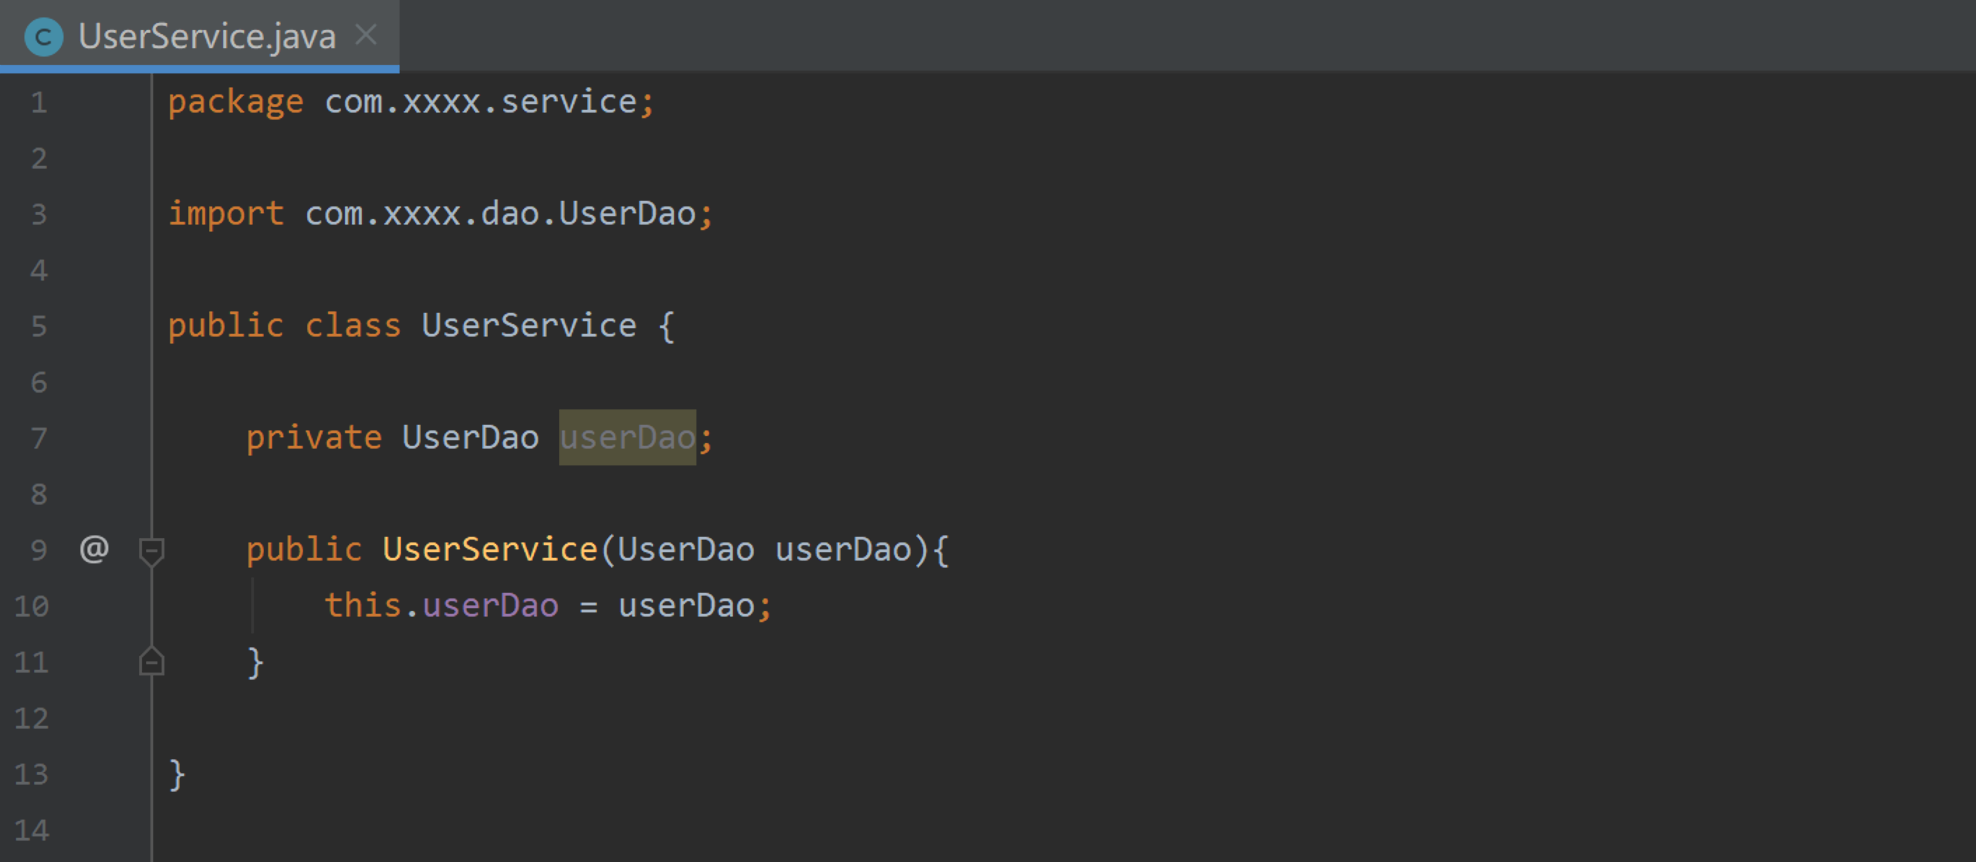 UserService.java
1 package com.xxxx.service;
2
3 import com.xxxx.dao.UserDao;
4
5 public class UserService {
6
7     private UserDao userDao;
8
9 @   public UserService(UserDao userDao){
10         this.userDao = userDao;
11     }
12
13 }
14